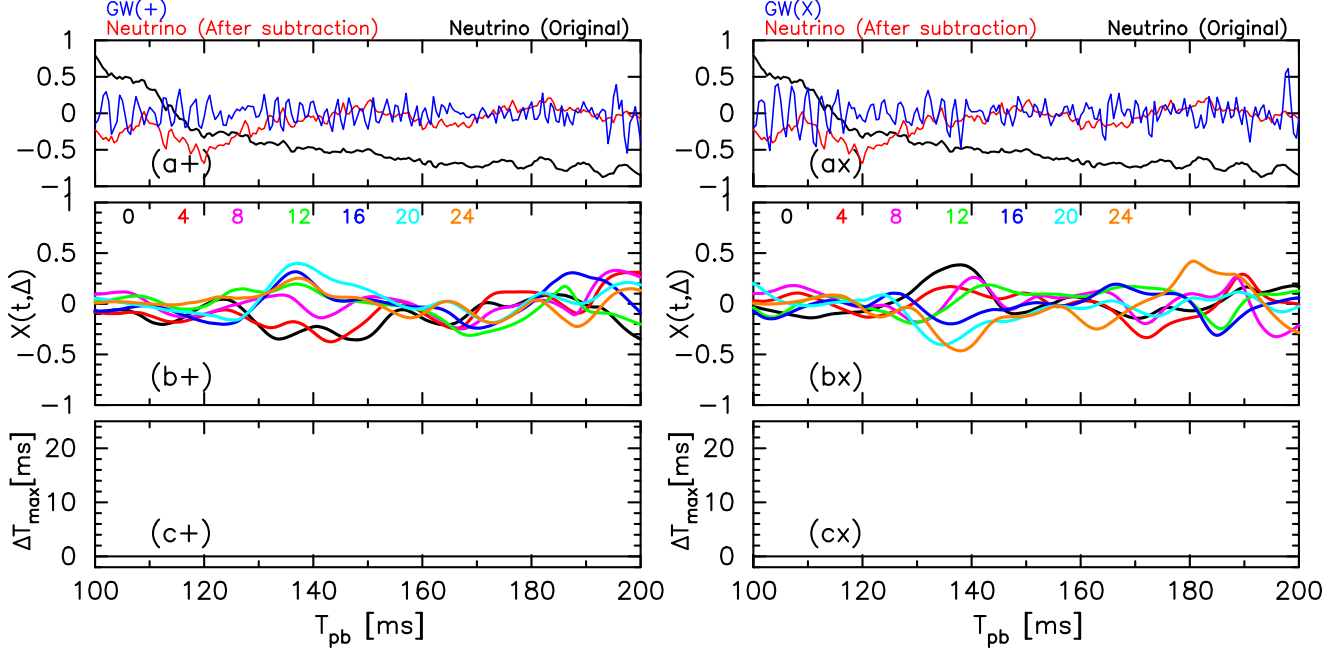 GW(+)
Neutrino (After subtraction) Neutrino (Original)
1
0.5
0
−0.5
−1
(a+)
1
0.5
0
−0.5
−1
X(t,Δ)
0 4 8 12 16 20 24
(b+)
20
10
0
ΔTmax[ms]
(c+)
100 120 140 160 180 200
Tpb [ms]
GW(X)
Neutrino (After subtraction) Neutrino (Original)
1
0.5
0
−0.5
−1
(ax)
1
0.5
0
−0.5
−1
X(t,Δ)
0 4 8 12 16 20 24
(bx)
20
10
0
ΔTmax[ms]
(cx)
100 120 140 160 180 200
Tpb [ms]